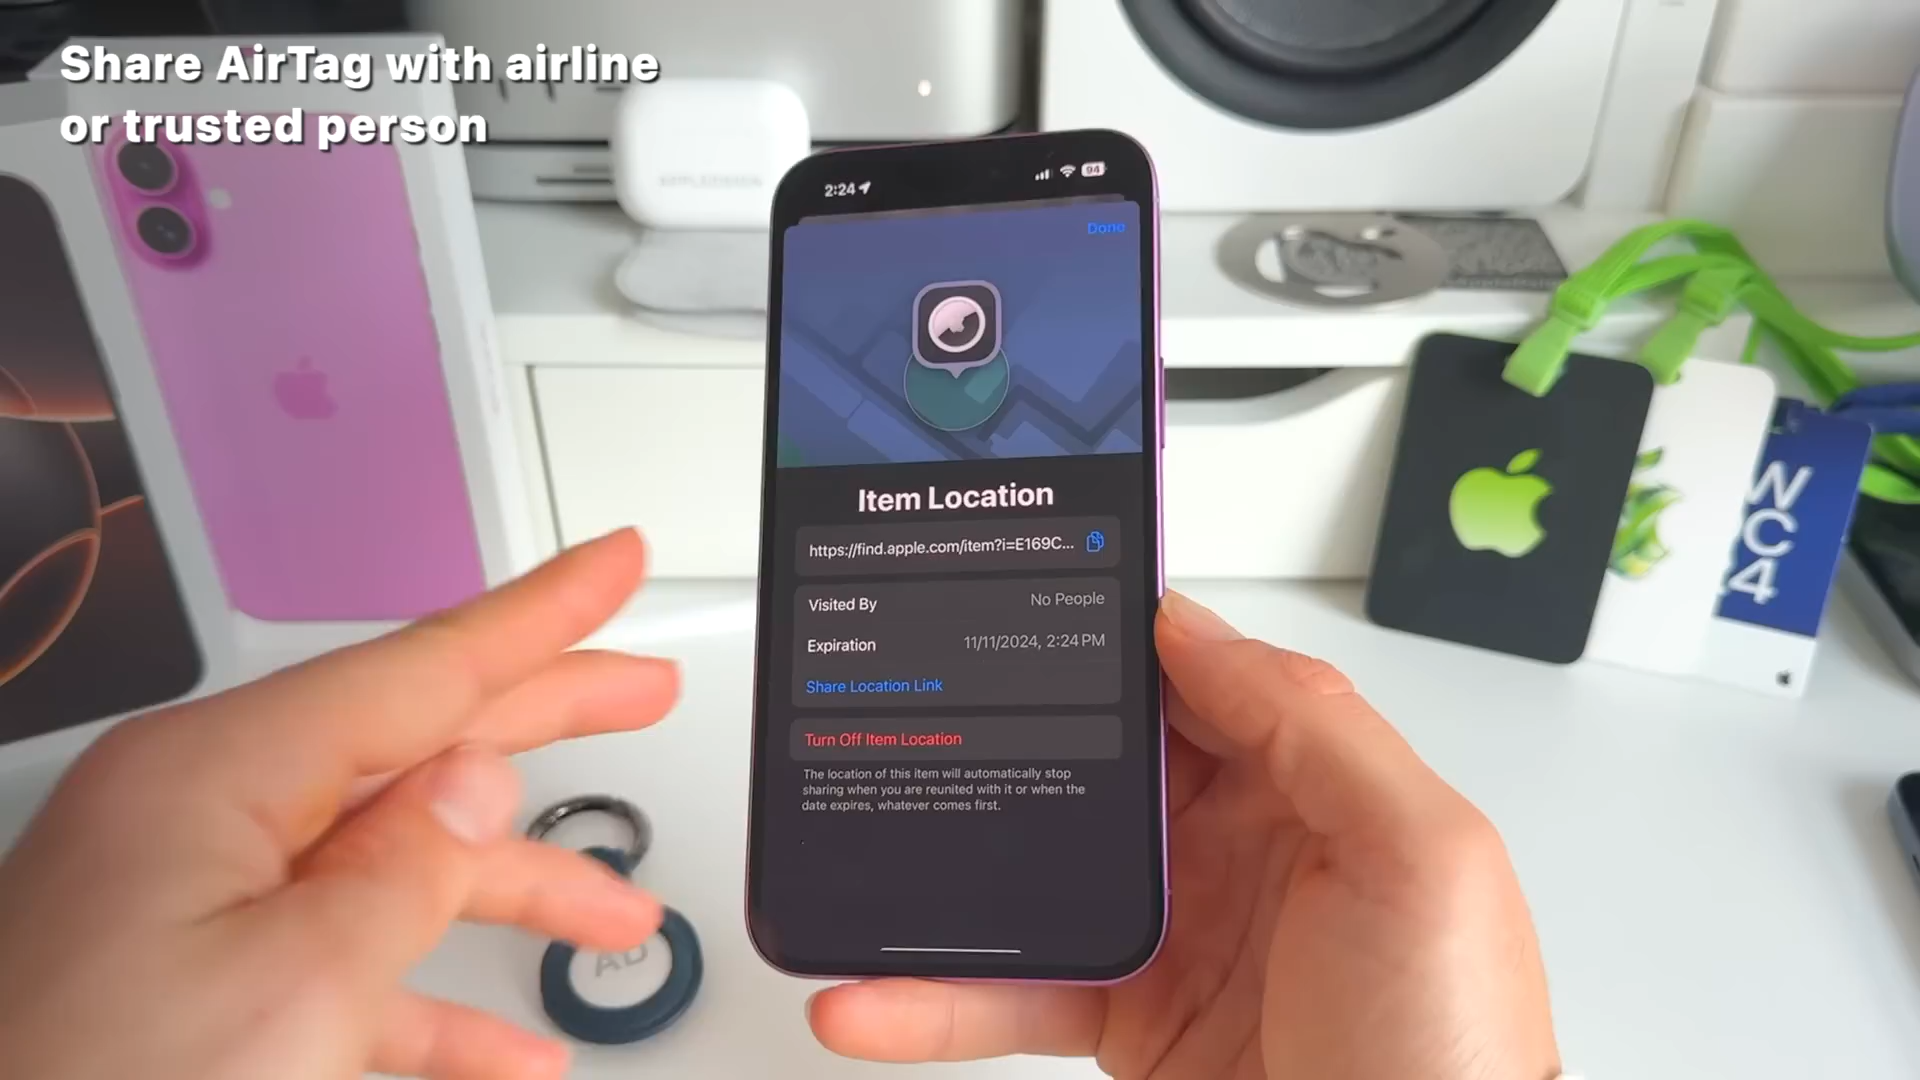 Share AirTag with airline
or trusted person
2:24
94
Done
Item Location
https://find.apple.com/item?i=E169C...
Visited By
No People
Expiration
11/11/2024, 2:24 PM
Share Location Link
Turn Off Item Location
The location of this item will automatically stop
sharing when you are reunited with it or when the
date expires, whatever comes first.
AD